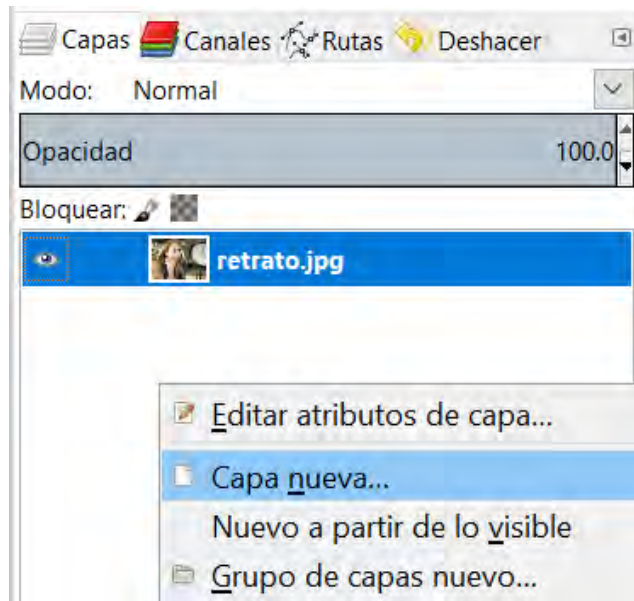 Capas Canales Rutas Deshacer
Modo: Normal
Opacidad 100.0
Bloquear:
retrato.jpg
Editar atributos de capa...
Capa nueva...
Nuevo a partir de lo visible
Grupo de capas nuevo...